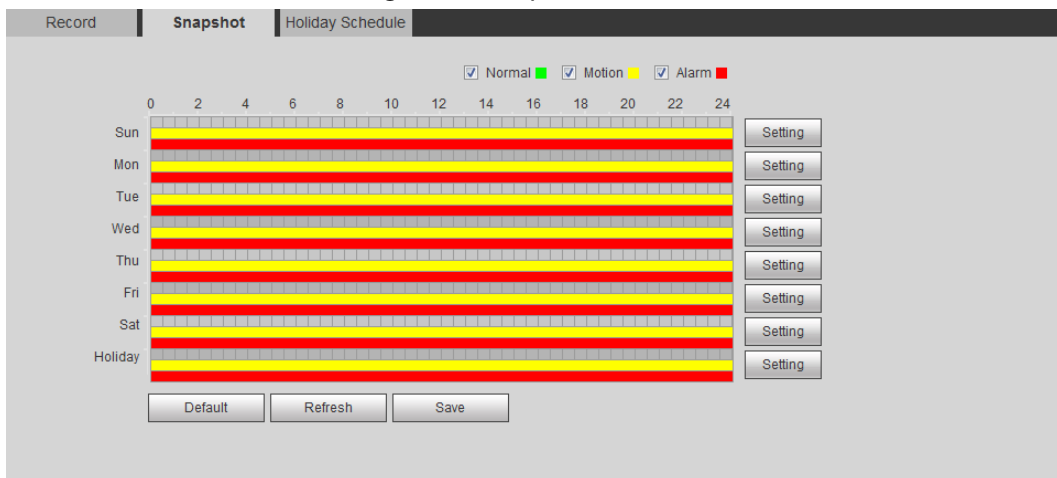 Record Snapshot Holiday Schedule
Normal Motion Alarm
0 2 4 6 8 10 12 14 16 18 20 22 24
Sun Setting
Mon Setting
Tue Setting
Wed Setting
Thu Setting
Fri Setting
Sat Setting
Holiday Setting
Default Refresh Save